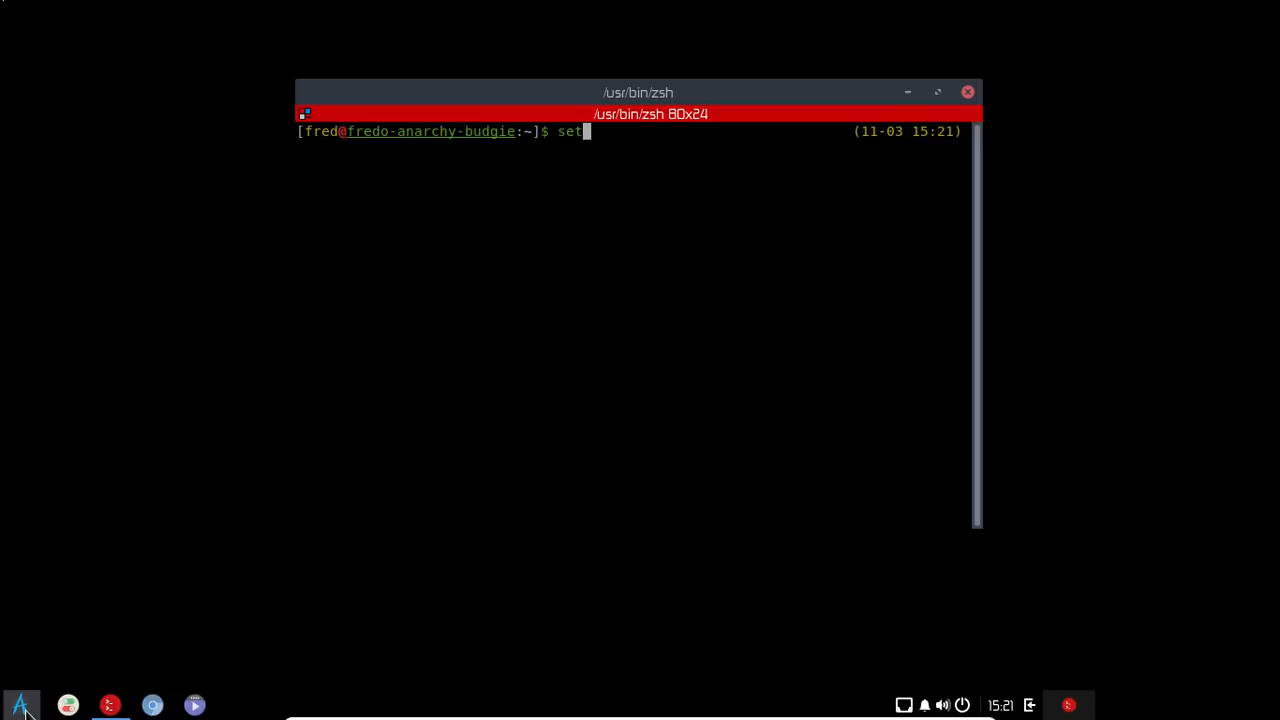 /usr/bin/zsh
/usr/bin/zsh 80x24
[fred@fredo-anarchy-budgie:~]$ set (11-03 15:21)
15:21